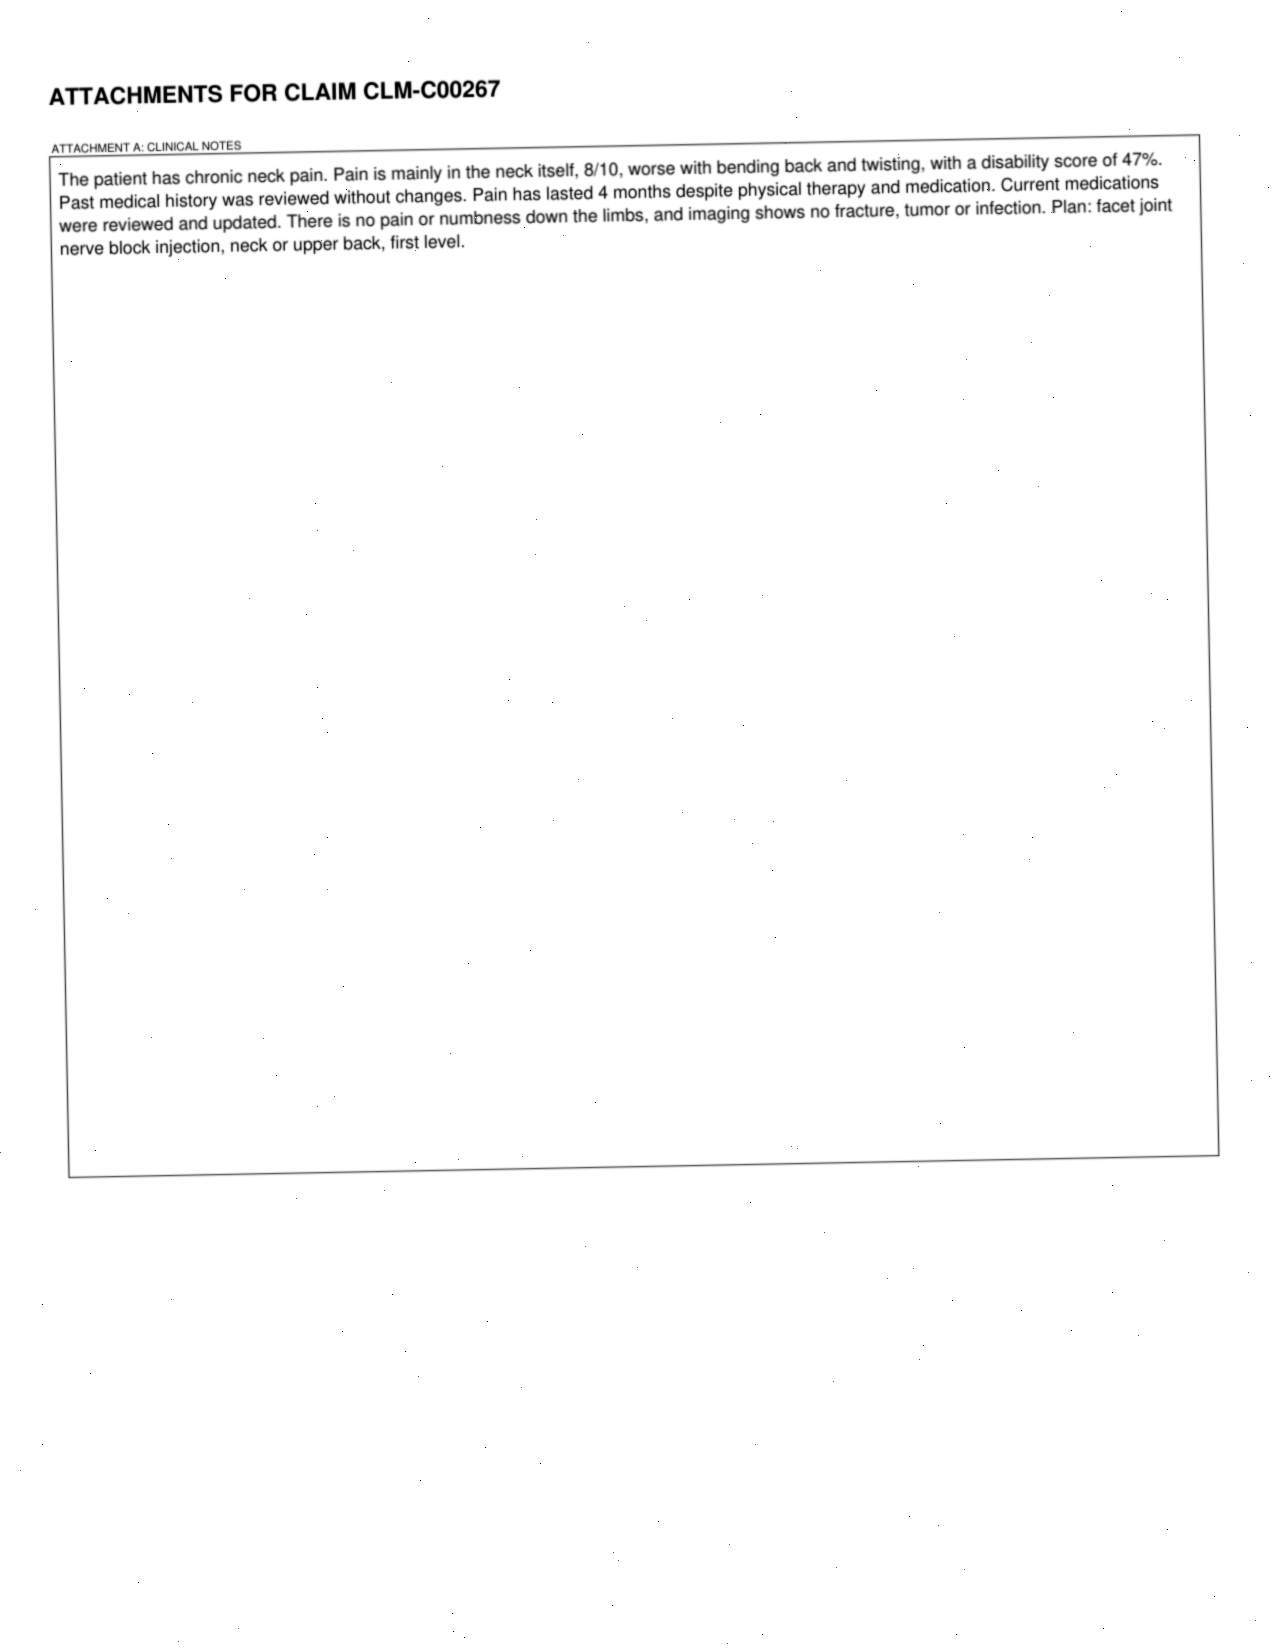 ATTACHMENTS FOR CLAIM CLM-C00267
ATTACHMENT A: CLINICAL NOTES
The patient has chronic neck pain. Pain is mainly in the neck itself, 8/10, worse with bending back and twisting, with a disability score of 47%.
Past medical history was reviewed without changes. Pain has lasted 4 months despite physical therapy and medication. Current medications
were reviewed and updated. There is no pain or numbness down the limbs, and imaging shows no fracture, tumor or infection. Plan: facet joint
nerve block injection, neck or upper back, first level.